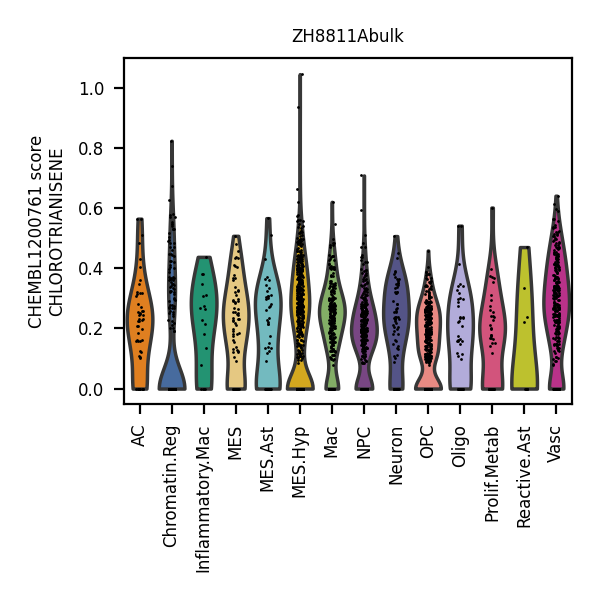 ZH8811Abulk
CHEMBL1200761 score
CHLOROTRIANISENE
1.0
0.8
0.6
0.4
0.2
0.0
AC
Chromatin.Reg
Inflammatory.Mac
MES
MES.Ast
MES.Hyp
Mac
NPC
Neuron
OPC
Oligo
Prolif.Metab
Reactive.Ast
Vasc